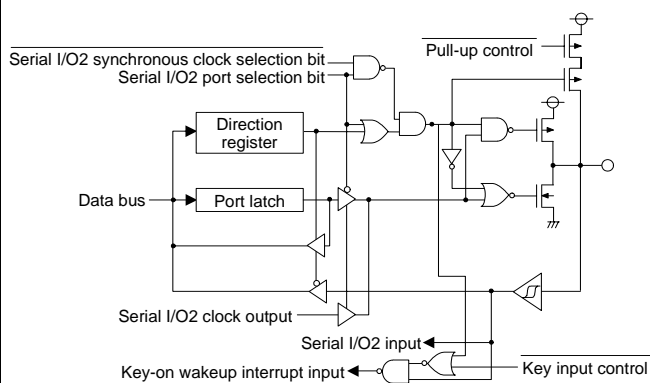 Pull-up control
Serial I/O2 synchronous clock selection bit
Serial I/O2 port selection bit
Direction
register
Data bus
Port latch
Serial I/O2 clock output
Serial I/O2 input
Key-on wakeup interrupt input
Key input control